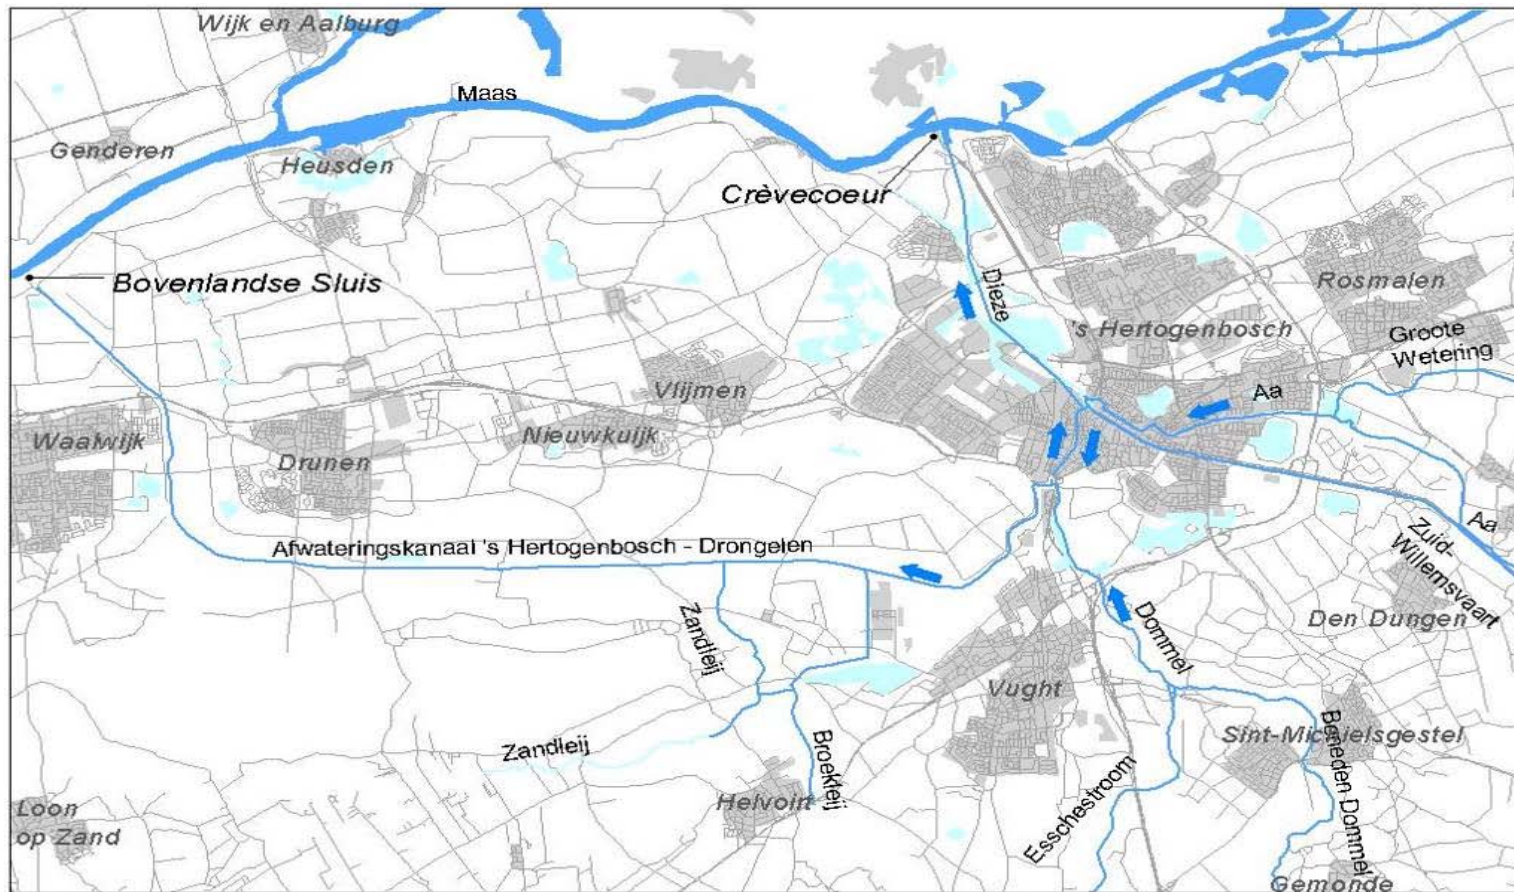 Wijk en Aalburg
Maas
Genderen
Heusden
Crèvecoeur
Bovenlandse Sluis
Dieze
Rosmalen
's Hertogenbosch
Groote
Wetering
Vlijmen
Aa
Waalwijk
Drunen
Nieuwkuijk
Aa
Zuid-
Willemsvaart
Afwateringskanaal 's Hertogenbosch - Drongelen
Zandleij
Dommel
Den Dungen
Vught
Zandleij
Broekleij
Sint-Michielsgestel
Beneden Dommel
Esschestroom
Helvoirt
Loon
op Zand
Gemonde